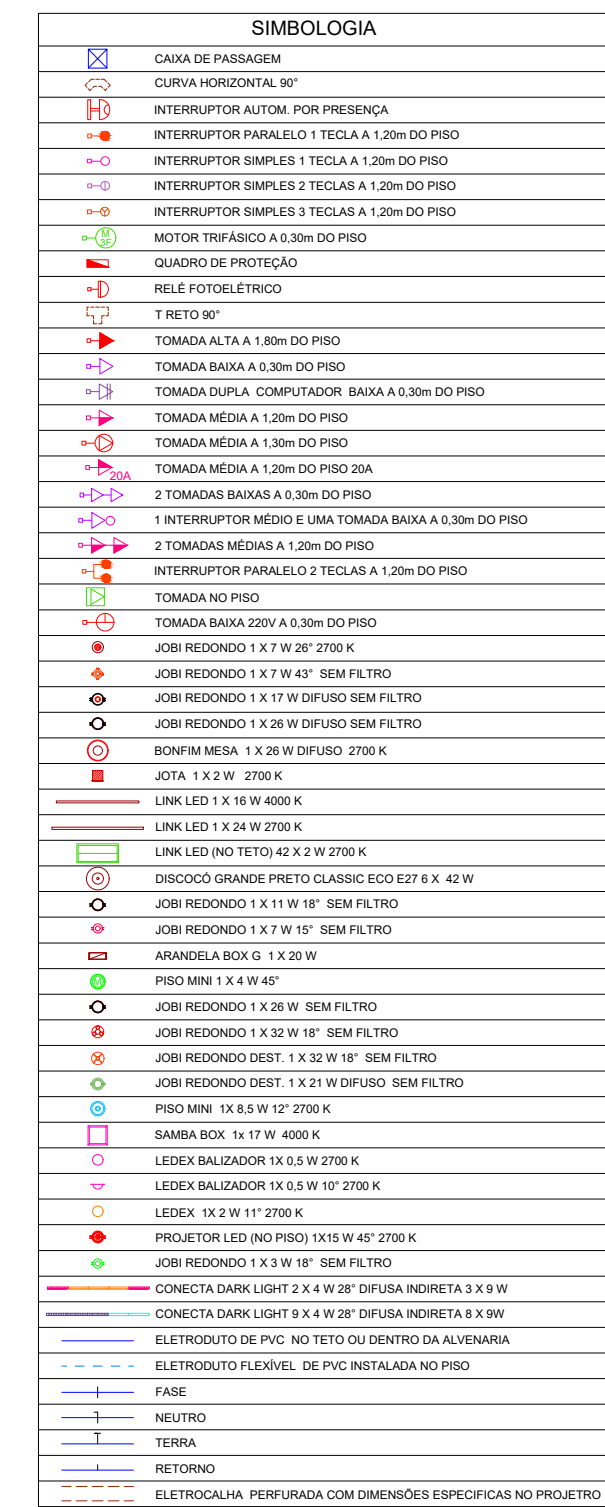 SIMBOLOGIA
CAIXA DE PASSAGEM
CURVA HORIZONTAL 90°
INTERRUPTOR AUTOM. POR PRESENÇA
INTERRUPTOR PARALELO 1 TECLA A 1,20m DO PISO
INTERRUPTOR SIMPLES 1 TECLA A 1,20m DO PISO
INTERRUPTOR SIMPLES 2 TECLAS A 1,20m DO PISO
INTERRUPTOR SIMPLES 3 TECLAS A 1,20m DO PISO
M 3F MOTOR TRIFÁSICO A 0,30m DO PISO
QUADRO DE PROTEÇÃO
RELÉ FOTOELÉTRICO
T RETO 90°
TOMADA ALTA A 1,80m DO PISO
TOMADA BAIXA A 0,30m DO PISO
TOMADA DUPLA COMPUTADOR BAIXA A 0,30m DO PISO
TOMADA MÉDIA A 1,20m DO PISO
TOMADA MÉDIA A 1,30m DO PISO
20A TOMADA MÉDIA A 1,20m DO PISO 20A
2 TOMADAS BAIXAS A 0,30m DO PISO
1 INTERRUPTOR MÉDIO E UMA TOMADA BAIXA A 0,30m DO PISO
2 TOMADAS MÉDIAS A 1,20m DO PISO
INTERRUPTOR PARALELO 2 TECLAS A 1,20m DO PISO
TOMADA NO PISO
TOMADA BAIXA 220V A 0,30m DO PISO
JOBI REDONDO 1 X 7 W 26° 2700 K
JOBI REDONDO 1 X 7 W 43° SEM FILTRO
JOBI REDONDO 1 X 17 W DIFUSO SEM FILTRO
JOBI REDONDO 1 X 26 W DIFUSO SEM FILTRO
BONFIM MESA 1 X 26 W DIFUSO 2700 K
JOTA 1 X 2 W 2700 K
LINK LED 1 X 16 W 4000 K
LINK LED 1 X 24 W 2700 K
LINK LED (NO TETO) 42 X 2 W 2700 K
DISCOCÓ GRANDE PRETO CLASSIC ECO E27 6 X 42 W
JOBI REDONDO 1 X 11 W 18° SEM FILTRO
JOBI REDONDO 1 X 7 W 15° SEM FILTRO
ARANDELA BOX G 1 X 20 W
M PISO MINI 1 X 4 W 45°
JOBI REDONDO 1 X 26 W SEM FILTRO
JOBI REDONDO 1 X 32 W 18° SEM FILTRO
JOBI REDONDO DEST. 1 X 32 W 18° SEM FILTRO
JOBI REDONDO DEST. 1 X 21 W DIFUSO SEM FILTRO
PISO MINI 1X 8,5 W 12° 2700 K
SAMBA BOX 1x 17 W 4000 K
LEDEX BALIZADOR 1X 0,5 W 2700 K
LEDEX BALIZADOR 1X 0,5 W 10° 2700 K
LEDEX 1X 2 W 11° 2700 K
PROJETOR LED (NO PISO) 1X15 W 45° 2700 K
JOBI REDONDO 1 X 3 W 18° SEM FILTRO
CONECTA DARK LIGHT 2 X 4 W 28° DIFUSA INDIRETA 3 X 9 W
CONECTA DARK LIGHT 9 X 4 W 28° DIFUSA INDIRETA 8 X 9W
ELETRODUTO DE PVC NO TETO OU DENTRO DA ALVENARIA
ELETRODUTO FLEXÍVEL DE PVC INSTALADA NO PISO
FASE
NEUTRO
TERRA
RETORNO
ELETROCALHA PERFURADA COM DIMENSÕES ESPECIFICAS NO PROJETRO